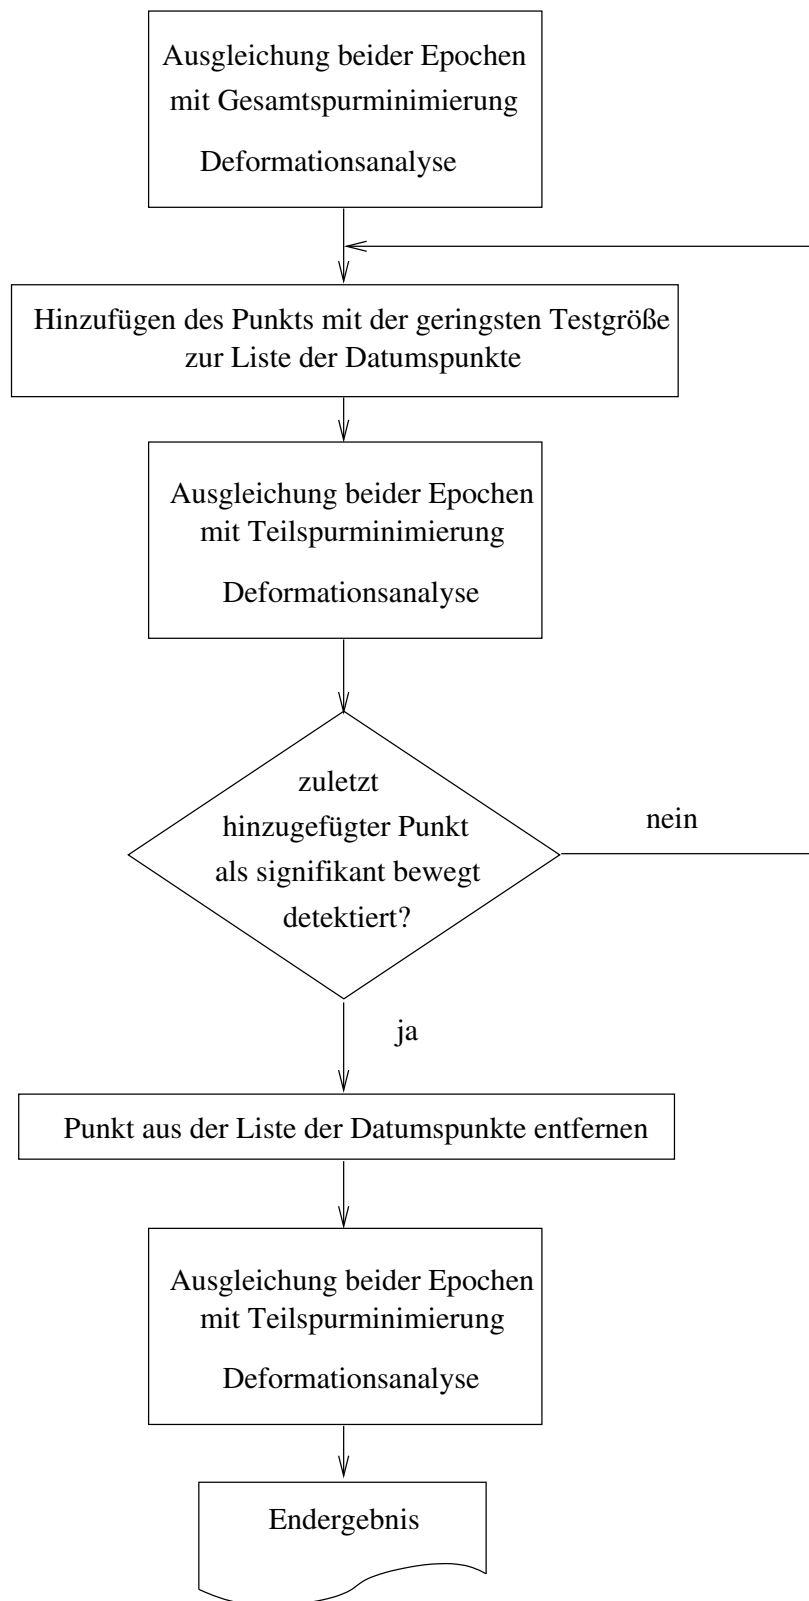 Ausgleichung beider Epochen
mit Gesamtspurminimierung
Deformationsanalyse
Hinzufügen des Punkts mit der geringsten Testgröße
zur Liste der Datumspunkte
Ausgleichung beider Epochen
mit Teilspurminimierung
Deformationsanalyse
zuletzt
hinzugefügter Punkt
als signifikant bewegt
detektiert?
nein
ja
Punkt aus der Liste der Datumspunkte entfernen
Ausgleichung beider Epochen
mit Teilspurminimierung
Deformationsanalyse
Endergebnis